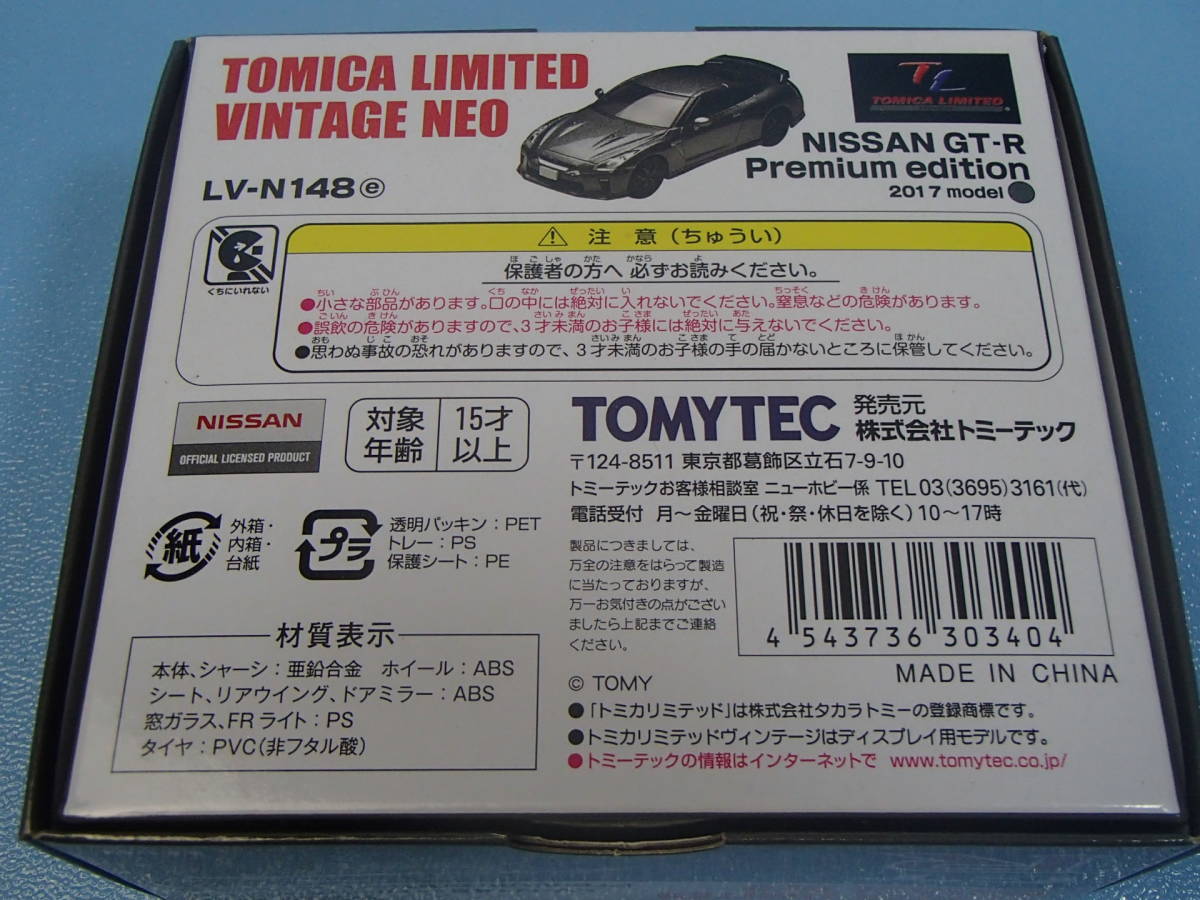 TOMICA LIMITED
VINTAGE NEO
LV-N148ⓔ
TL
TOMICA LIMITED
NISSAN GT-R
Premium edition
2017 model
くちにいれない
⚠ 注意(ちゅうい)
保護者の方へ 必ずお読みください。
●小さな部品があります。口の中には絶対に入れないでください。窒息などの危険があります。
●誤飲の危険がありますので、3才未満のお子様には絶対に与えないでください。
●思わぬ事故の恐れがありますので、3才未満のお子様の手の届かないところに保管してください。
NISSAN
OFFICIAL LICENSED PRODUCT
対象
年齢
15才
以上
TOMYTEC
発売元
株式会社トミーテック
〒124-8511 東京都葛飾区立石7-9-10
トミーテックお客様相談室 ニューホビー係 TEL 03(3695)3161(代)
電話受付 月〜金曜日(祝・祭・休日を除く)10〜17時
紙
外箱・
内箱・
台紙
プラ
透明パッキン:PET
トレー:PS
保護シート:PE
製品につきましては、
万全の注意をはらって製造
に当たっておりますが、
万一お気付きの点がござい
ましたら上記までご連絡
ください。
4 543736 303404
MADE IN CHINA
材質表示
本体、シャーシ:亜鉛合金 ホイール:ABS
シート、リアウイング、ドアミラー:ABS
窓ガラス、FRライト:PS
タイヤ:PVC(非フタル酸)
© TOMY
●「トミカリミテッド」は株式会社タカラトミーの登録商標です。
●トミカリミテッドヴィンテージはディスプレイ用モデルです。
●トミーテックの情報はインターネットで www.tomytec.co.jp/